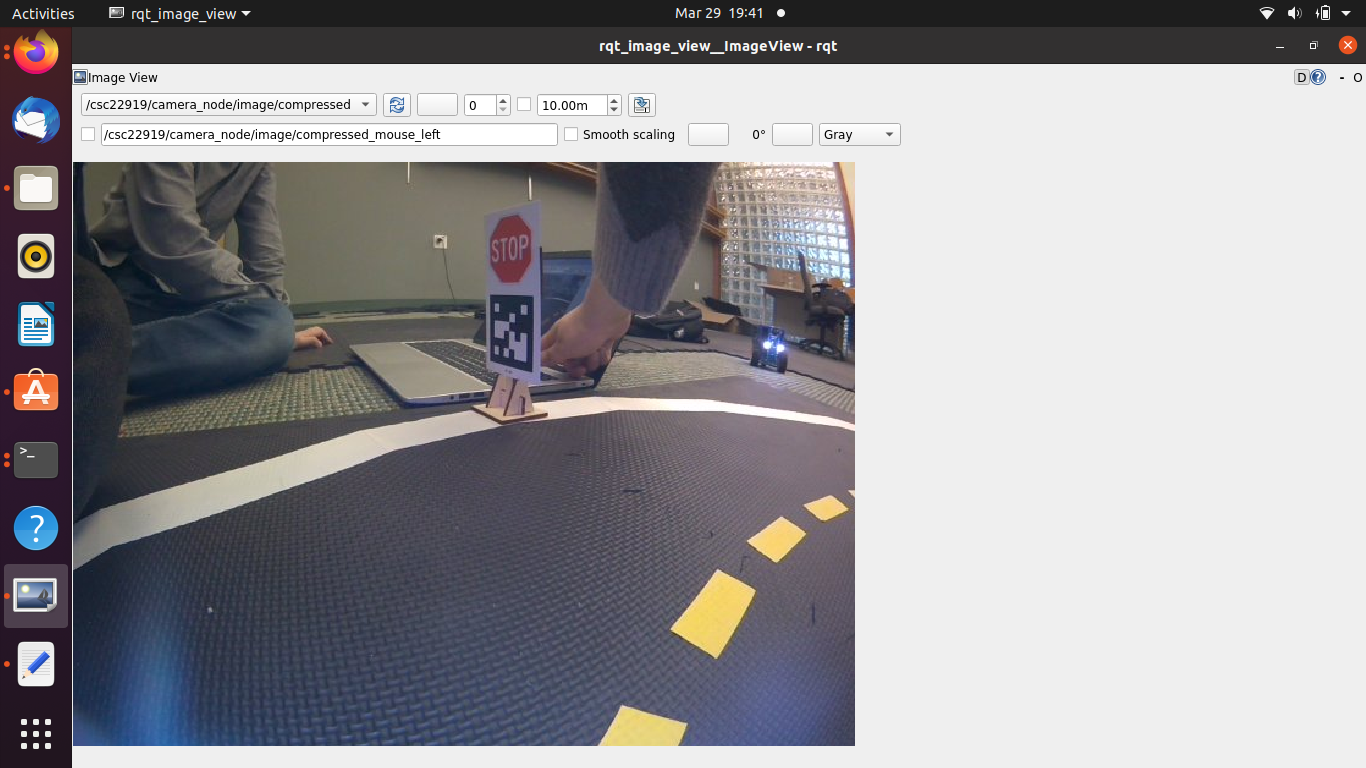 Activities
rqt_image_view
Mar 29 19:41
rqt_image_view__ImageView - rqt
Image View
D
- O
/csc22919/camera_node/image/compressed
0
10.00m
/csc22919/camera_node/image/compressed_mouse_left
Smooth scaling
0°
Gray
STOP
>_
?